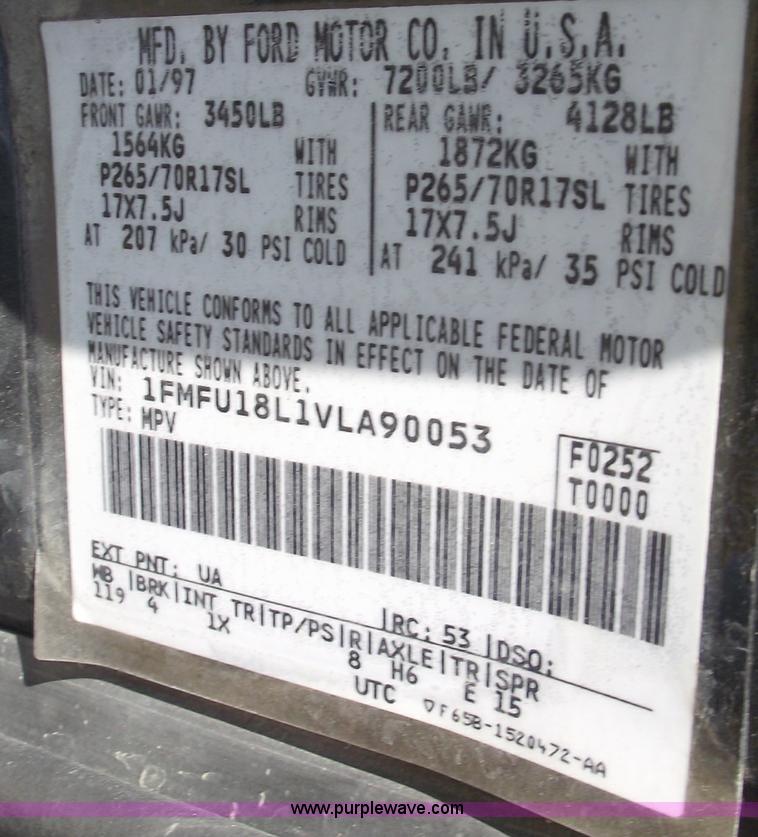 MFD. BY FORD MOTOR CO. IN U.S.A.
DATE: 01/97 GVWR: 7200LB/ 3265KG
FRONT GAWR: 3450LB REAR GAWR: 4128LB
1564KG WITH 1872KG WITH
P265/70R17SL TIRES P265/70R17SL TIRES
17X7.5J RIMS 17X7.5J RIMS
AT 207 kPa/ 30 PSI COLD AT 241 kPa/ 35 PSI COLD
THIS VEHICLE CONFORMS TO ALL APPLICABLE FEDERAL MOTOR
VEHICLE SAFETY STANDARDS IN EFFECT ON THE DATE OF
MANUFACTURE SHOWN ABOVE.
VIN: 1FMFU18L1VLA90053
TYPE: MPV
F0252
T0000
EXT PNT: UA RC: 53 DSO:
WB BRK INT TR TP/PS R AXLE TR SPR
119 4 1X 8 H6 E 15
UTC ▽F65B-1520472-AA
www.purplewave.com